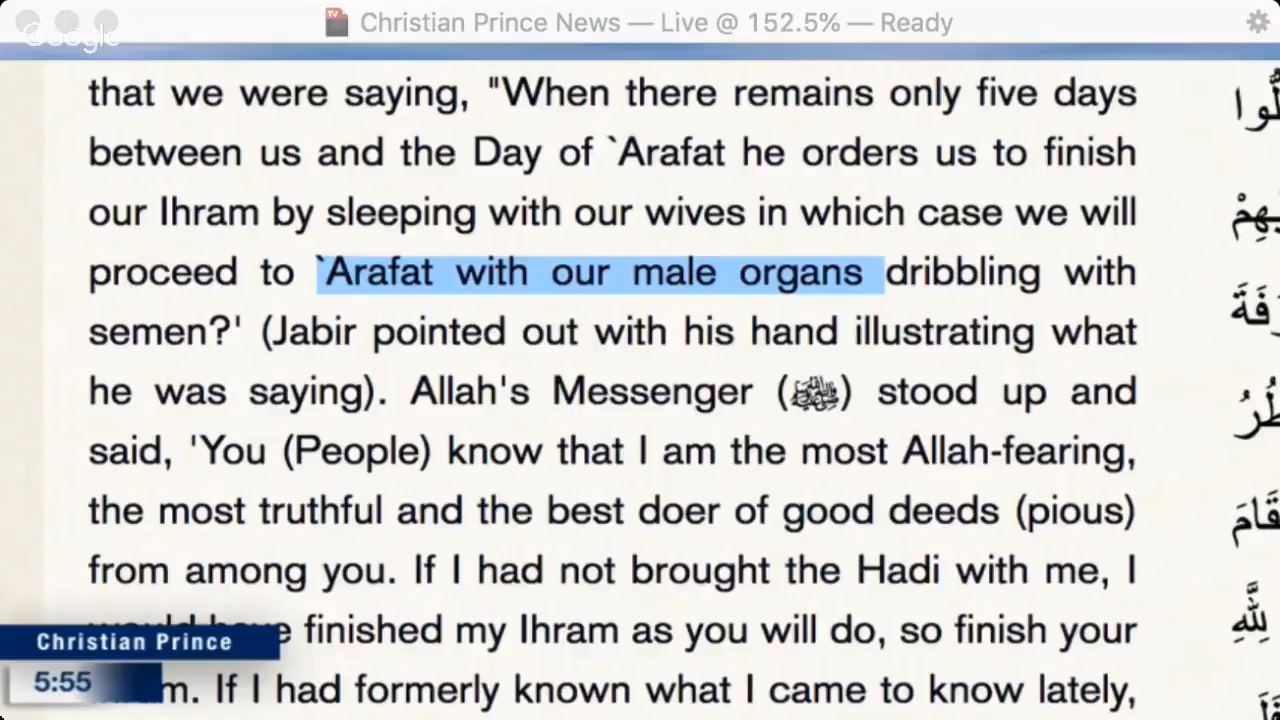 Christian Prince News — Live @ 152.5% — Ready
Google
that we were saying, "When there remains only five days
between us and the Day of `Arafat he orders us to finish
our Ihram by sleeping with our wives in which case we will
proceed to `Arafat with our male organs dribbling with
semen?' (Jabir pointed out with his hand illustrating what
he was saying). Allah's Messenger (ﷺ) stood up and
said, 'You (People) know that I am the most Allah-fearing,
the most truthful and the best doer of good deeds (pious)
from among you. If I had not brought the Hadi with me, I
would have finished my Ihram as you will do, so finish your
m. If I had formerly known what I came to know lately,
Christian Prince
5:55